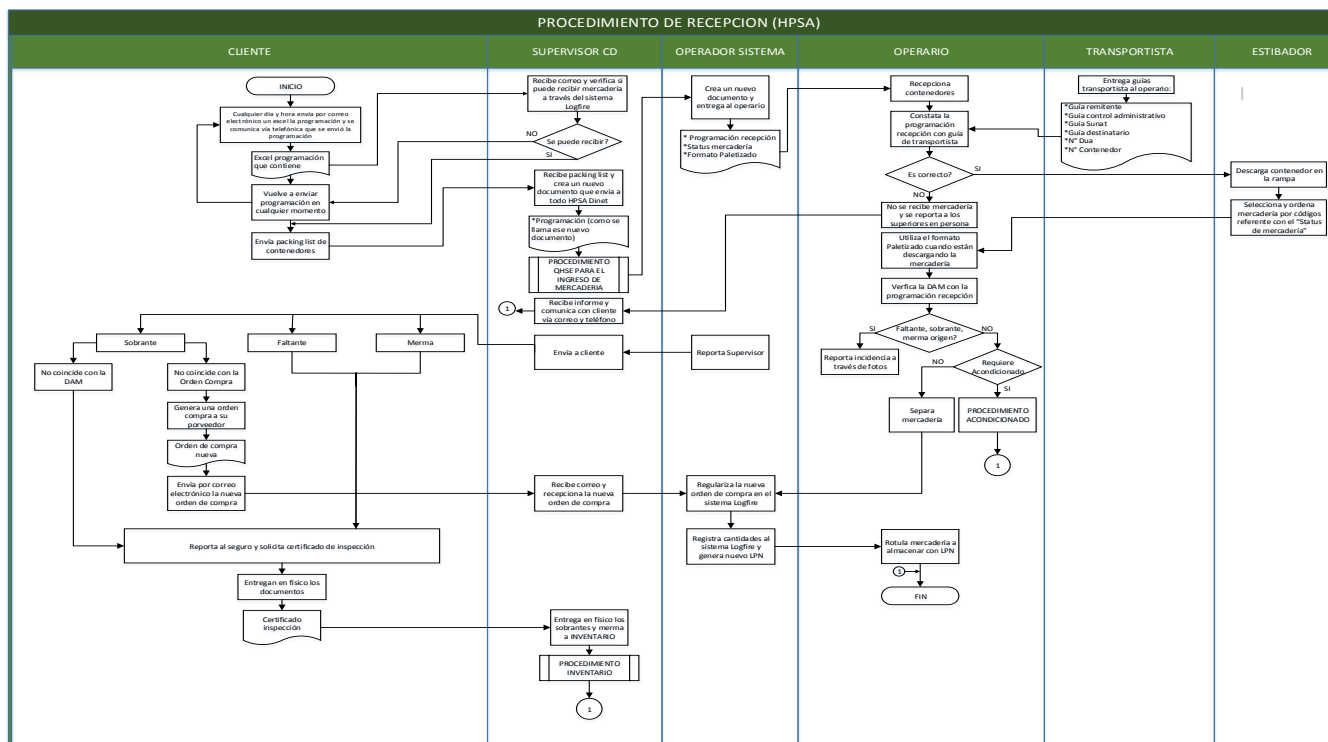 PROCEDIMIENTO DE RECEPCION (HPSA)
CLIENTE
SUPERVISOR CD
OPERADOR SISTEMA
OPERARIO
TRANSPORTISTA
ESTIBADOR
INICIO
Cualquier día y hora envía por correo
electrónico un excel la programación y se
comunica vía telefónica que se envió la
programación
Excel programación
que contiene
Vuelve a enviar
programación en
cualquier momento
Envía packing list de
contenedores
Sobrante
Faltante
Merma
No coincide con la
DAM
No coincide con la
Orden Compra
Genera una orden
compra a su
porveedor
Orden de compra
nueva
Envía por correo
electrónico la nueva
orden de compra
Reporta al seguro y solicita certificado de inspección
Entregan en físico los
documentos
Certificado
inspección
Recibe correo y verifica si
puede recibir mercadería
a través del sistema
Logfire
NO
Se puede recibir?
SI
Recibe packing list y
crea un nuevo
documento que envía a
todo HPSA Dinet
*Programación (como se
llama ese nuevo
documento)
PROCEDIMIENTO
QHSE PARA EL
INGRESO DE
MERCADERIA
1
Recibe informe y
comunica con cliente
vía correo y teléfono
Envía a cliente
Recibe correo y
recepciona la nueva
orden de compra
Entrega en físico los
sobrantes y merma
a INVENTARIO
PROCEDIMIENTO
INVENTARIO
1
Crea un nuevo
documento y
entrega al operario
* Programación recepción
*Status mercadería
*Formato Paletizado
Reporta Supervisor
Regulariza la nueva
orden de compra en el
sistema Logfire
Registra cantidades al
sistema Logfire y
genera nuevo LPN
Recepciona
contenedores
Constata la
programación
recepción con guía
de transportista
Es correcto?
SI
NO
No se recibe mercadería
y se reporta a los
superiores en persona
Utiliza el formato
Paletizado cuando están
descargando la
mercadería
Verfica la DAM con la
programación recepción
SI
Faltante, sobrante,
merma origen?
NO
Reporta incidencia a
través de fotos
NO
Requiere
Acondicionado
SI
Separa
mercadería
PROCEDIMIENTO
ACONDICIONADO
1
Rotula mercadería a
almacenar con LPN
1
FIN
Entrega guías
transportista al operario:
*Guía remitente
*Guía control administrativo
*Guía Sunat
*Guía destinatario
*N° Dua
*N° Contenedor
Descarga contenedor en
la rampa
Selecciona y ordena
mercadería por códigos
referente con el "Status
de mercadería"